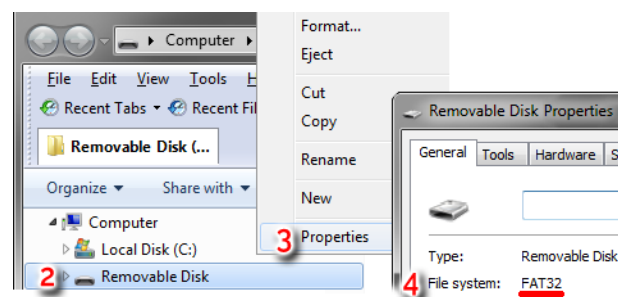 Computer
File Edit View Tools
Recent Tabs Recent Fil
Removable Disk (...
Organize Share with
Computer
Local Disk (C:)
2 Removable Disk
Format...
Eject
Cut
Copy
Rename
New
3 Properties
Removable Disk Properties
General Tools Hardware S
Type: Removable Disk
4 File system: FAT32